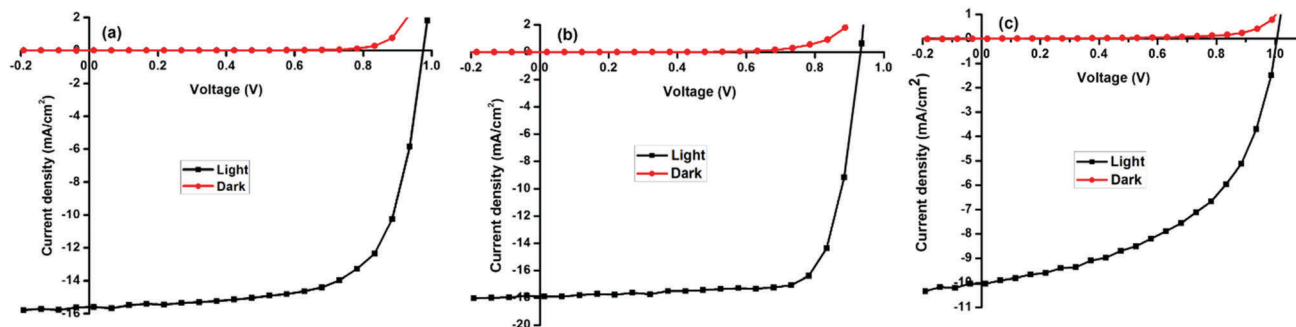 (a)
2
0
-2
-4
-6
-8
-10
-12
-14
-16
-0.2 0.0 0.2 0.4 0.6 0.8 1.0
Voltage (V)
Current density (mA/cm²)
Light
Dark
(b)
2
0
-2
-4
-6
-8
-10
-12
-14
-16
-18
-20
-0.2 0.0 0.2 0.4 0.6 0.8 1.0
Voltage (V)
Current density (mA/cm²)
Light
Dark
(c)
1
0
-1
-2
-3
-4
-5
-6
-7
-8
-9
-10
-11
-0.2 0.0 0.2 0.4 0.6 0.8 1.0
Voltage (V)
Current density (mA/cm²)
Light
Dark